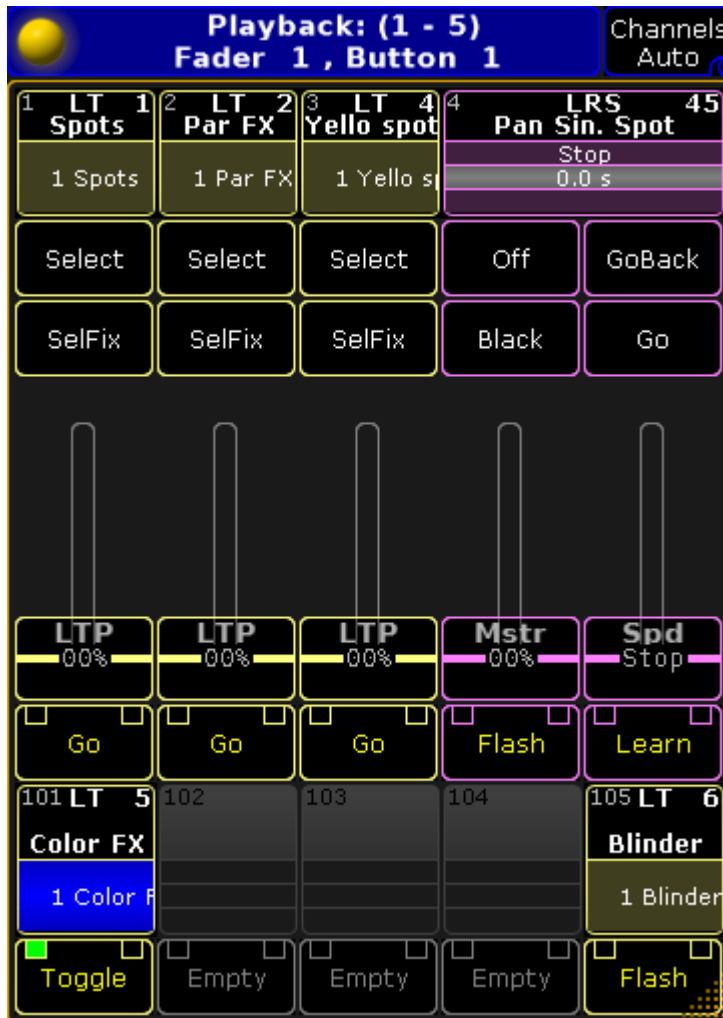 Playback: (1 - 5)
Fader 1 , Button 1
Channels
Auto
1 LT 1 2 LT 2 3 LT 4 4 LRS 45
Spots Par FX Yello spot Pan Sin. Spot
Stop
1 Spots 1 Par FX 1 Yello s 0.0 s
Select Select Select Off GoBack
SelFix SelFix SelFix Black Go
LTP LTP LTP Mstr Spd
00% 00% 00% 00% Stop
Go Go Go Flash Learn
101 LT 5 102 103 104 105 LT 6
Color FX Blinder
1 Color F 1 Blinder
Toggle Empty Empty Empty Flash